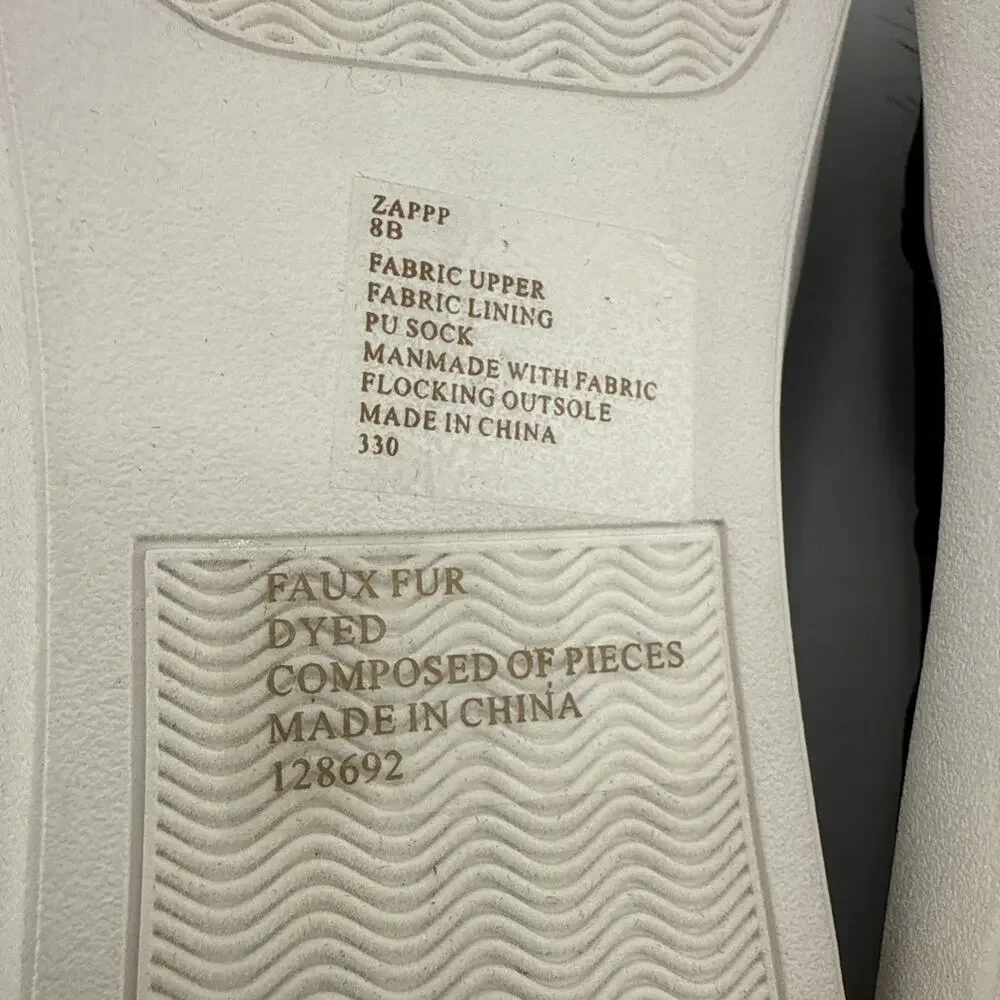 ZAPPP
8B
FABRIC UPPER
FABRIC LINING
PU SOCK
MANMADE WITH FABRIC
FLOCKING OUTSOLE
MADE IN CHINA
330
FAUX FUR
DYED
COMPOSED OF PIECES
MADE IN CHINA
128692